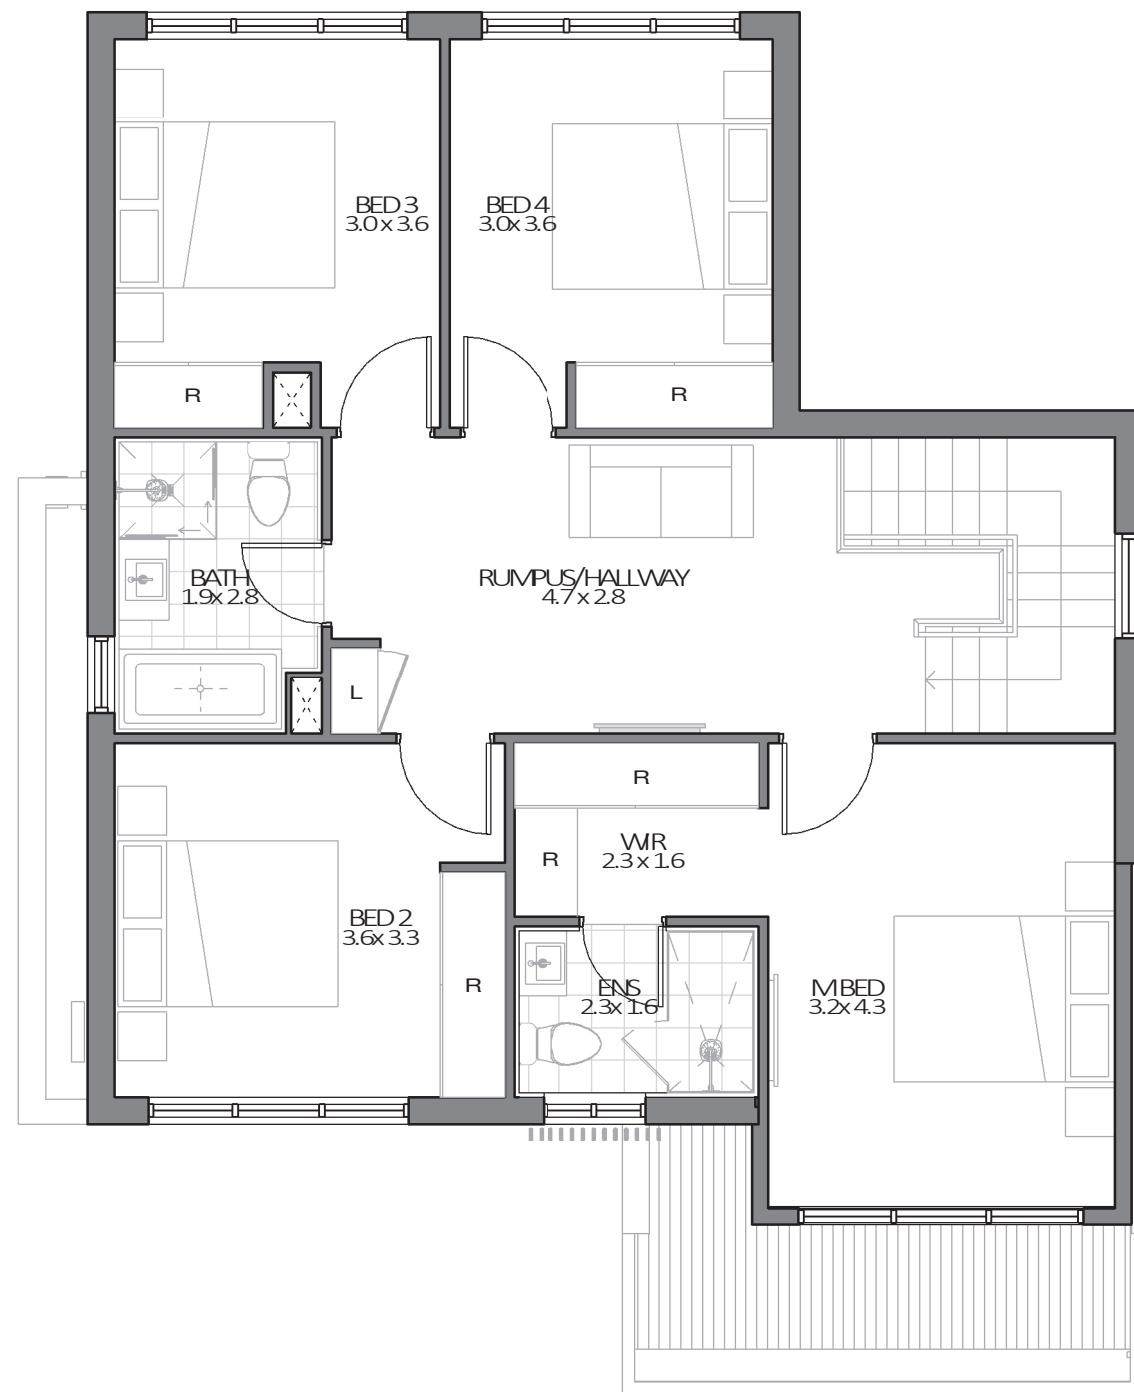 BED 3
3.0 x 3.6
BED 4
3.0 x 3.6
R
R
BATH
1.9 x 2.8
RUMPUS/HALLWAY
4.7 x 2.8
L
R
R
WIR
2.3 x 1.6
BED 2
3.6 x 3.3
R
ENS
2.3 x 1.6
M BED
3.2 x 4.3